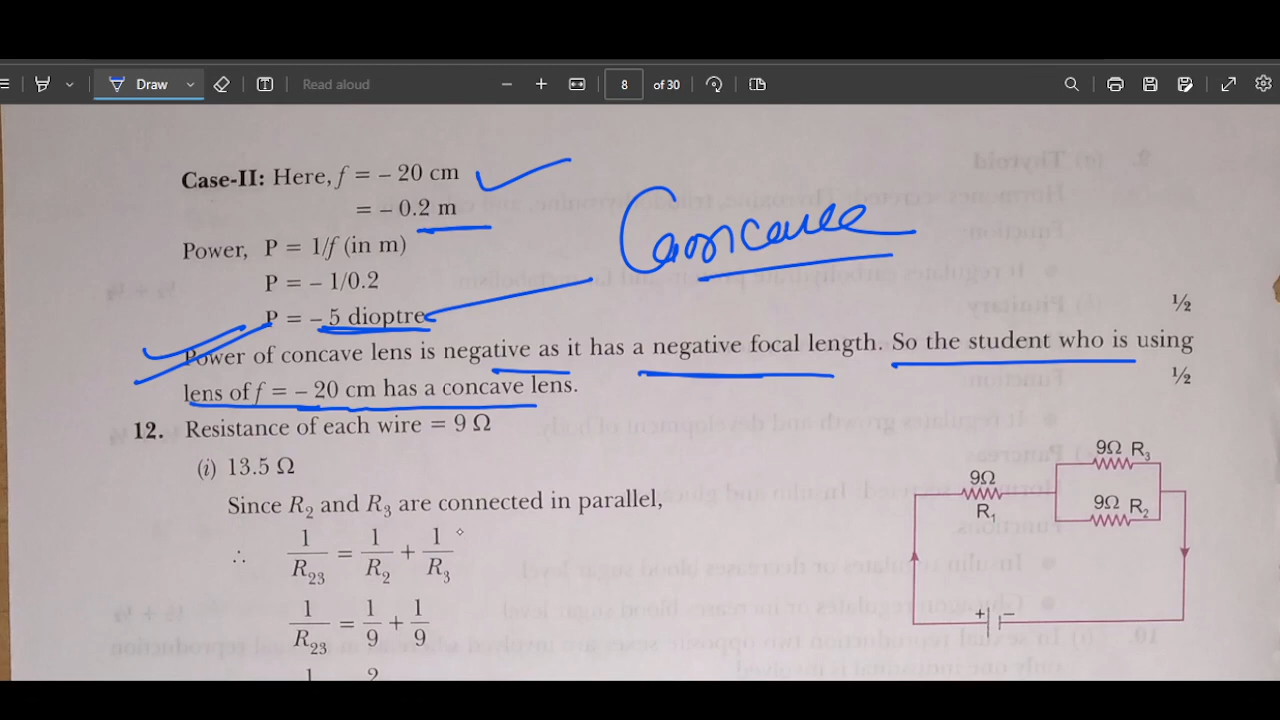 Draw
Read aloud
8 of 30
Case-II: Here, f = – 20 cm
= – 0.2 m
Power, P = 1/f (in m)
P = – 1/0.2
P = – 5 dioptre
½
Concave
Power of concave lens is negative as it has a negative focal length. So the student who is using
lens of f = – 20 cm has a concave lens.
½
12. Resistance of each wire = 9 Ω
(i) 13.5 Ω
Since R2 and R3 are connected in parallel,
∴ 1/R23 = 1/R2 + 1/R3
1/R23 = 1/9 + 1/9
1 2
9Ω R3
9Ω
R1
9Ω R2
+ –